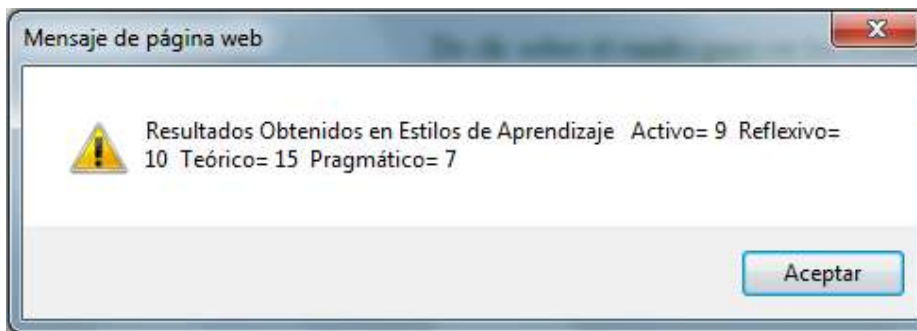 Mensaje de página web
Resultados Obtenidos en Estilos de Aprendizaje Activo= 9 Reflexivo=
10 Teórico= 15 Pragmático= 7
Aceptar